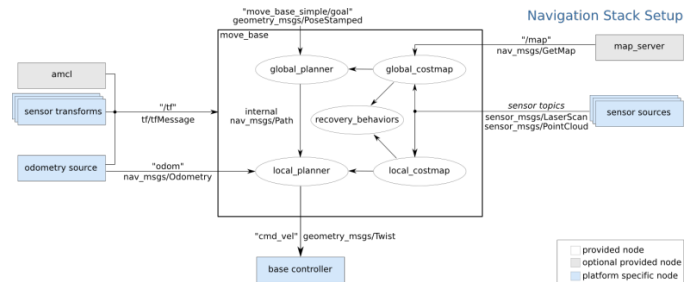 Navigation Stack Setup
"move_base_simple/goal"
geometry_msgs/PoseStamped
move_base
"/map"
nav_msgs/GetMap
map_server
global_planner
global_costmap
amcl
sensor transforms
"/tf"
tf/tfMessage
internal
nav_msgs/Path
recovery_behaviors
sensor topics
sensor_msgs/LaserScan
sensor_msgs/PointCloud
sensor sources
odometry source
"odom"
nav_msgs/Odometry
local_planner
local_costmap
"cmd_vel" geometry_msgs/Twist
base controller
provided node
optional provided node
platform specific node